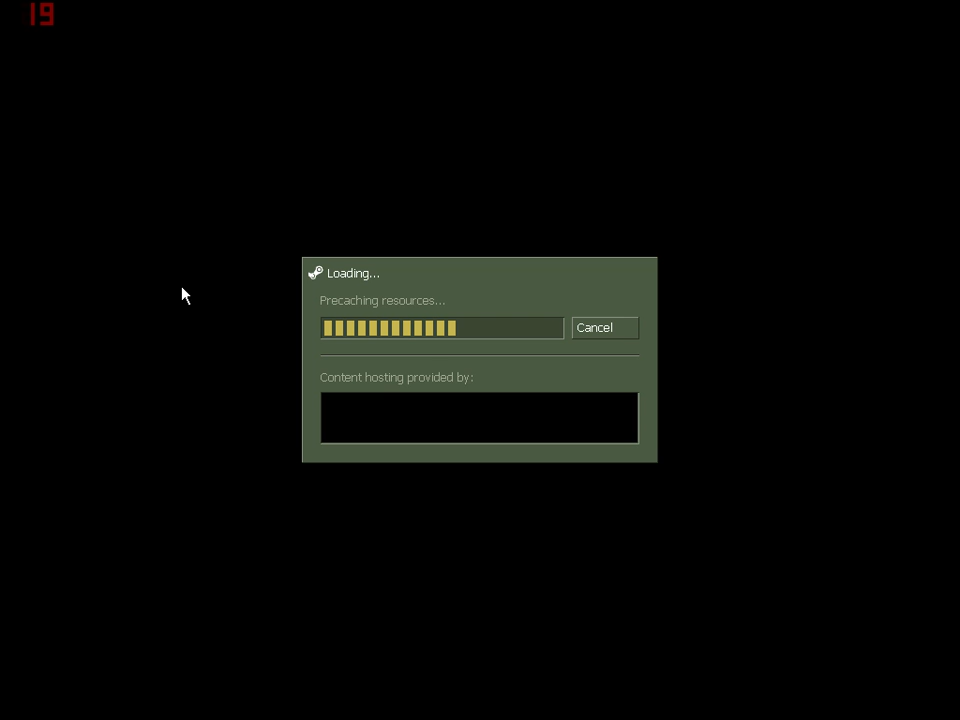 19
Loading...
Precaching resources...
Cancel
Content hosting provided by: